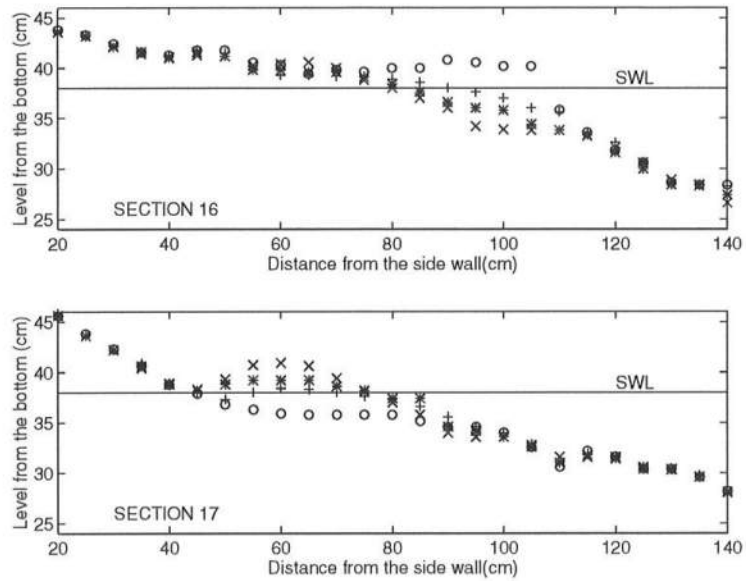 Level from the bottom (cm)
45
40
35
30
25
SWL
SECTION 16
20 40 60 80 100 120 140
Distance from the side wall(cm)
Level from the bottom (cm)
45
40
35
30
25
SWL
SECTION 17
20 40 60 80 100 120 140
Distance from the side wall(cm)